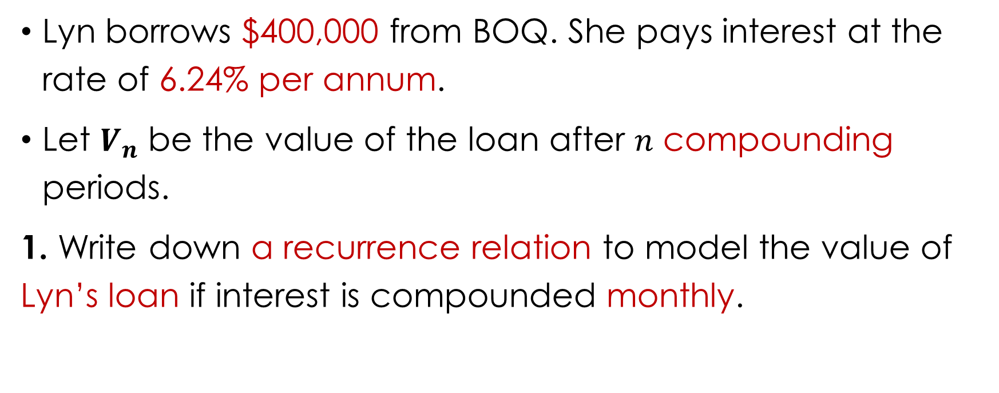 • Lyn borrows $400,000 from BOQ. She pays interest at the
rate of 6.24% per annum.
• Let Vₙ be the value of the loan after n compounding
periods.
1. Write down a recurrence relation to model the value of
Lyn’s loan if interest is compounded monthly.